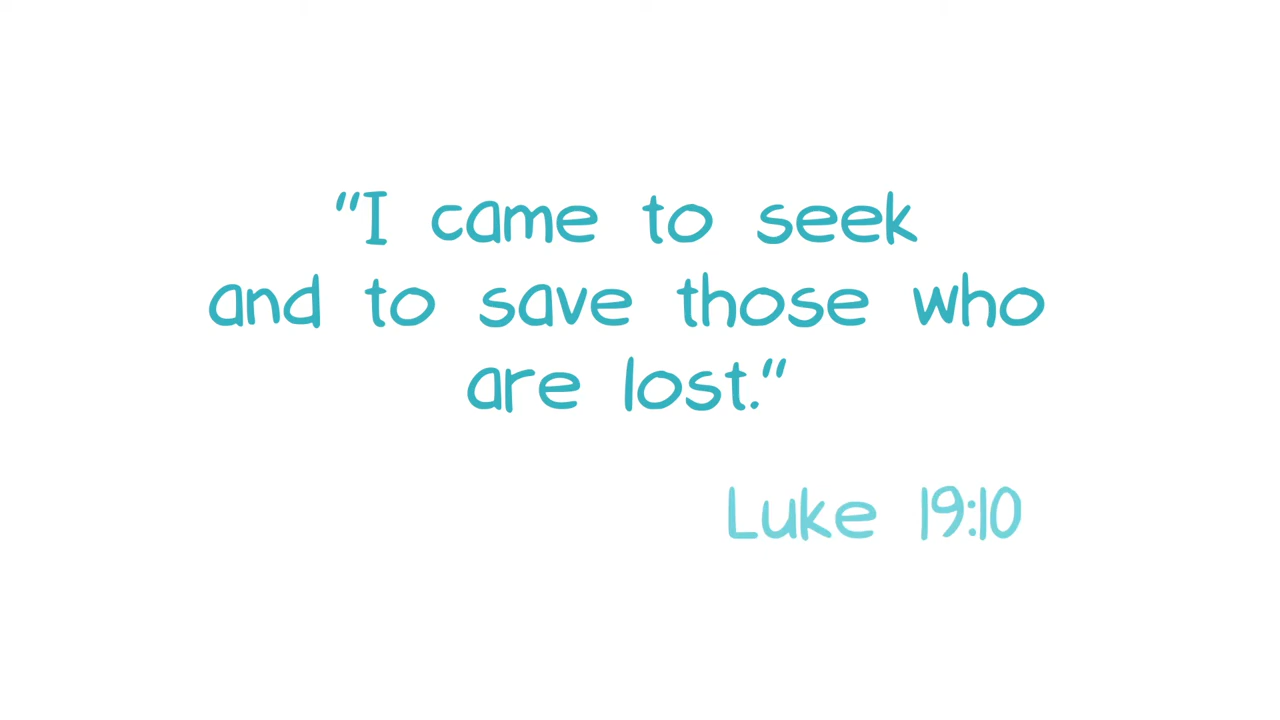 "I came to seek
and to save those who
are lost."
Luke 19:10